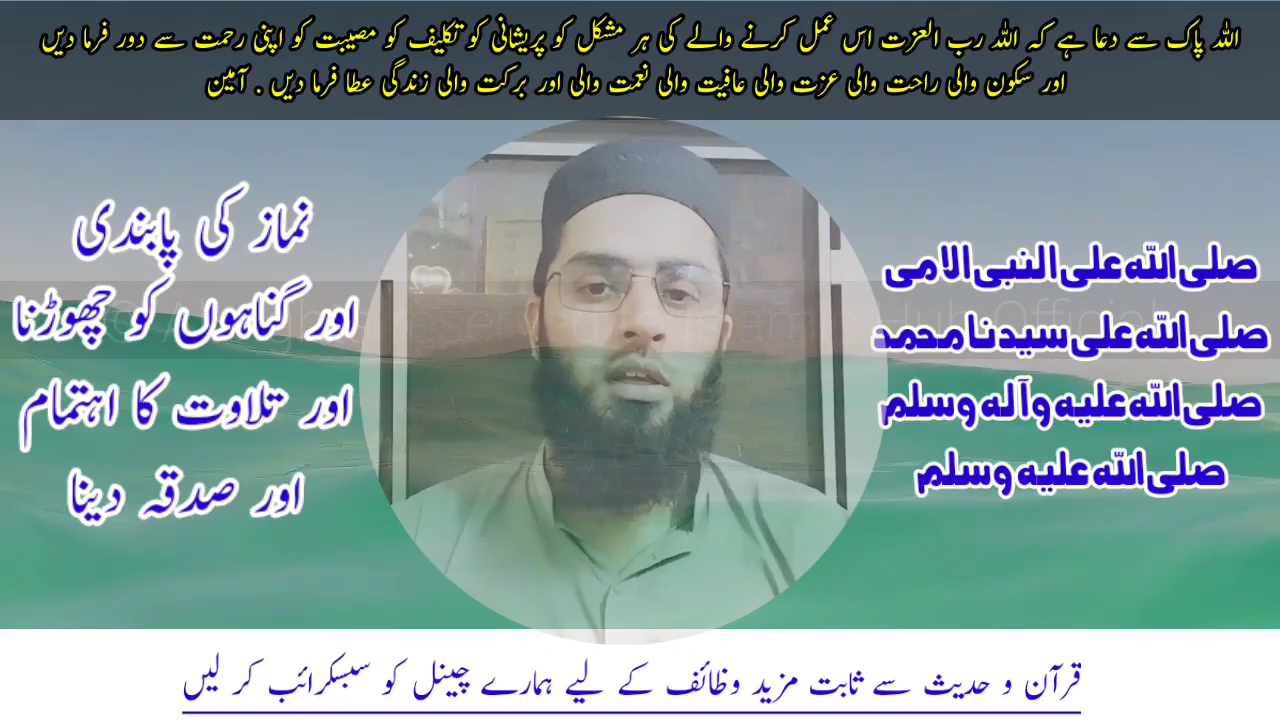 اللہ پاک سے دعا ہے کہ اللہ رب العزت اس عمل کرنے والے کی ہر مشکل کو پریشانی کو تکلیف کو مصیبت کو اپنی رحمت سے دور فرما دیں
اور سکون والی راحت والی عزت والی عافیت والی نعمت والی اور برکت والی زندگی عطا فرما دیں . آمین
صلی اللہ علی النبی الامی
صلی اللہ علی سیدنا محمد
صلی اللہ علیہ وآلہ وسلم
صلی اللہ علیہ وسلم
نماز کی پابندی
اور گناہوں کو چھوڑنا
اور تلاوت کا اہتمام
اور صدقہ دینا
قرآن و حدیث سے ثابت مزید وظائف کے لیے ہمارے چینل کو سبسکرائب کر لیں